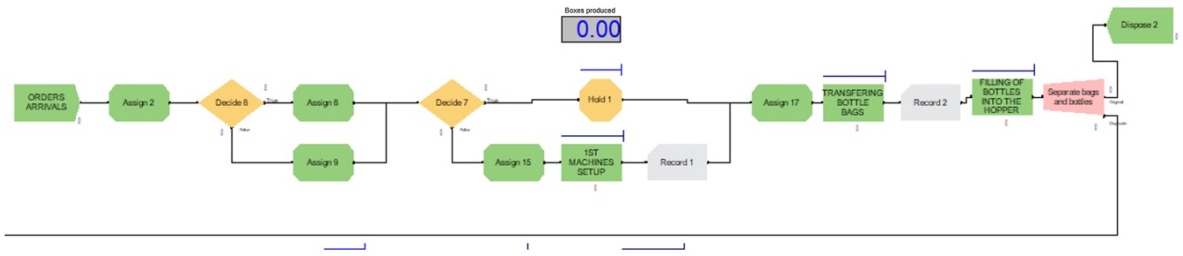 Boxes produced
0.00
Dispose 2
ORDERS
ARRIVALS
Assign 2
Decide 8
True
False
Assign 8
Assign 9
Decide 7
True
False
Hold 1
Assign 15
1ST
MACHINES
SETUP
Record 1
Assign 17
TRANSFERING
BOTTLE
BAGS
Record 2
FILLING OF
BOTTLES
INTO THE
HOPPER
Separate bags
and bottles
Original
Duplicate